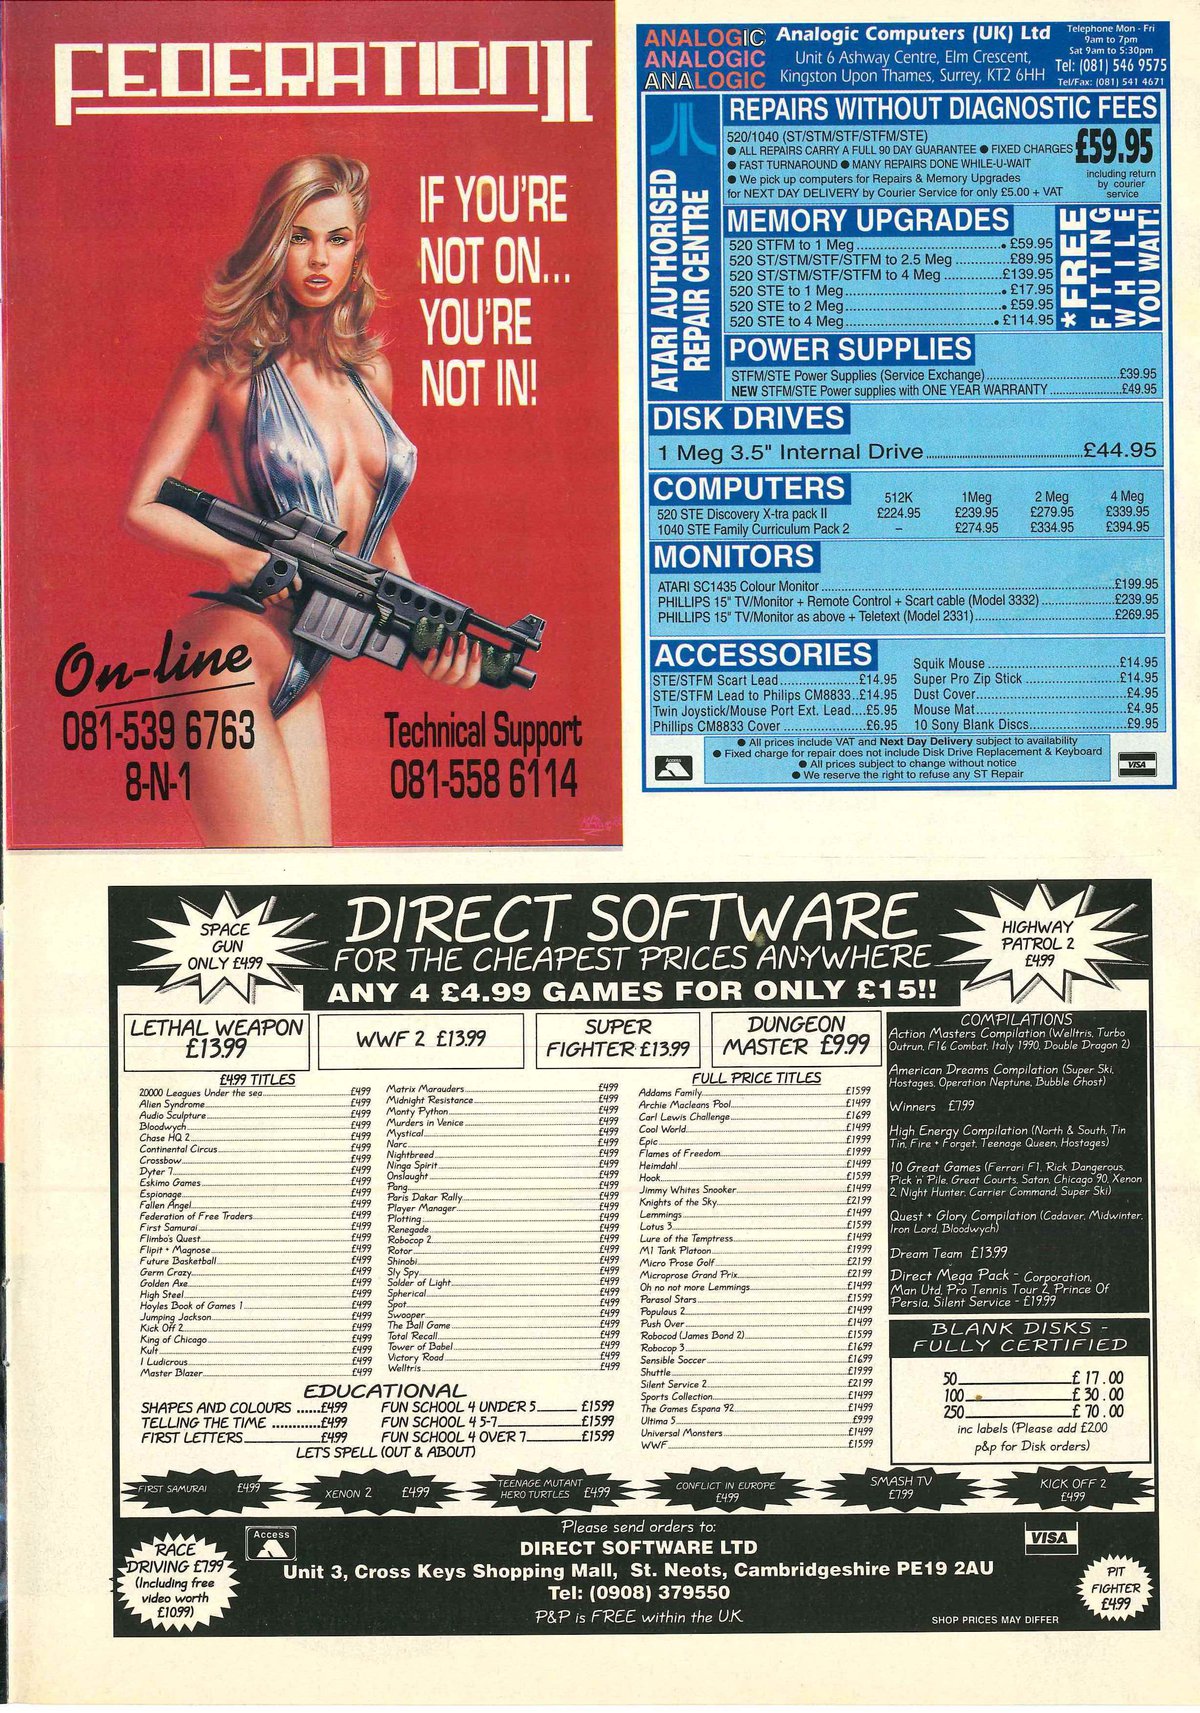 FEDERATION II
IF YOU'RE
NOT ON...
YOU'RE
NOT IN!
On-line
081-539 6763
8-N-1
Technical Support
081-558 6114
ANALOGIC
ANALOGIC
ANALOGIC
Analogic Computers (UK) Ltd
Unit 6 Ashway Centre, Elm Crescent,
Kingston Upon Thames, Surrey, KT2 6HH
Telephone Mon - Fri
9am to 7pm
Sat 9am to 5:30pm
Tel: (081) 546 9575
Tel/Fax: (081) 541 4671
ATARI AUTHORISED
REPAIR CENTRE
REPAIRS WITHOUT DIAGNOSTIC FEES
520/1040 (ST/STM/STF/STFM/STE)
● ALL REPAIRS CARRY A FULL 90 DAY GUARANTEE ● FIXED CHARGES
● FAST TURNAROUND ● MANY REPAIRS DONE WHILE-U-WAIT
● We pick up computers for Repairs & Memory Upgrades
for NEXT DAY DELIVERY by Courier Service for only £5.00 + VAT
£59.95
including return
by courier
service
MEMORY UPGRADES
520 STFM to 1 Meg • £59.95
520 ST/STM/STF/STFM to 2.5 Meg £89.95
520 ST/STM/STF/STFM to 4 Meg £139.95
520 STE to 1 Meg • £17.95
520 STE to 2 Meg • £59.95
520 STE to 4 Meg • £114.95
*FREE
FITTING
WHILE
YOU WAIT!
POWER SUPPLIES
STFM/STE Power Supplies (Service Exchange) £39.95
NEW STFM/STE Power supplies with ONE YEAR WARRANTY £49.95
DISK DRIVES
1 Meg 3.5" Internal Drive £44.95
COMPUTERS 512K 1Meg 2 Meg 4 Meg
520 STE Discovery X-tra pack II £224.95 £239.95 £279.95 £339.95
1040 STE Family Curriculum Pack 2 – £274.95 £334.95 £394.95
MONITORS
ATARI SC1435 Colour Monitor £199.95
PHILLIPS 15" TV/Monitor + Remote Control + Scart cable (Model 3332) £239.95
PHILLIPS 15" TV/Monitor as above + Teletext (Model 2331) £269.95
ACCESSORIES
STE/STFM Scart Lead £14.95
STE/STFM Lead to Philips CM8833 £14.95
Twin Joystick/Mouse Port Ext. Lead £5.95
Phillips CM8833 Cover £6.95
Squik Mouse £14.95
Super Pro Zip Stick £14.95
Dust Cover £4.95
Mouse Mat £4.95
10 Sony Blank Discs £9.95
● All prices include VAT and Next Day Delivery subject to availability
● Fixed charge for repair does not include Disk Drive Replacement & Keyboard
● All prices subject to change without notice
● We reserve the right to refuse any ST Repair
Access
VISA
SPACE
GUN
ONLY £4.99
DIRECT SOFTWARE
FOR THE CHEAPEST PRICES ANYWHERE
ANY 4 £4.99 GAMES FOR ONLY £15!!
HIGHWAY
PATROL 2
£4.99
LETHAL WEAPON
£13.99
WWF 2 £13.99
SUPER
FIGHTER £13.99
DUNGEON
MASTER £9.99
£4.99 TITLES
20000 Leagues Under the sea £4.99
Alien Syndrome £4.99
Audio Sculpture £4.99
Bloodwych £4.99
Chase HQ 2 £4.99
Continental Circus £4.99
Crossbow £4.99
Dyter 7 £4.99
Eskimo Games £4.99
Espionage £4.99
Fallen Angel £4.99
Federation of Free Traders £4.99
First Samurai £4.99
Flimbo's Quest £4.99
Flipit + Magnose £4.99
Future Basketball £4.99
Germ Crazy £4.99
Golden Axe £4.99
High Steel £4.99
Hoyles Book of Games 1 £4.99
Jumping Jackson £4.99
Kick Off 2 £4.99
King of Chicago £4.99
Kult £4.99
I Ludicrous £4.99
Master Blazer £4.99
Matrix Marauders £4.99
Midnight Resistance £4.99
Monty Python £4.99
Murders in Venice £4.99
Mystical £4.99
Narc £4.99
Nightbreed £4.99
Ninga Spirit £4.99
Onslaught £4.99
Pang £4.99
Paris Dakar Rally £4.99
Player Manager £4.99
Plotting £4.99
Renegade £4.99
Robocop 2 £4.99
Rotor £4.99
Shinobi £4.99
Sly Spy £4.99
Solder of Light £4.99
Spherical £4.99
Spot £4.99
Swooper £4.99
The Ball Game £4.99
Total Recall £4.99
Tower of Babel £4.99
Victory Road £4.99
Welltris £4.99
FULL PRICE TITLES
Addams Family £15.99
Archie Macleans Pool £14.99
Carl Lewis Challenge £16.99
Cool World £14.99
Epic £19.99
Flames of Freedom £19.99
Heimdahl £14.99
Hook £15.99
Jimmy Whites Snooker £14.99
Knights of the Sky £21.99
Lemmings £14.99
Lotus 3 £15.99
Lure of the Temptress £14.99
M1 Tank Platoon £19.99
Micro Prose Golf £21.99
Microprose Grand Prix £21.99
Oh no not more Lemmings £14.99
Parasol Stars £15.99
Populous 2 £14.99
Push Over £14.99
Robocod (James Bond 2) £15.99
Robocop 3 £16.99
Sensible Soccer £16.99
Shuttle £19.99
Silent Service 2 £21.99
Sports Collection £14.99
The Games Espana 92 £14.99
Ultima 5 £9.99
Universal Monsters £14.99
WWF £15.99
EDUCATIONAL
SHAPES AND COLOURS £4.99
TELLING THE TIME £4.99
FIRST LETTERS £4.99
FUN SCHOOL 4 UNDER 5 £15.99
FUN SCHOOL 4 5-7 £15.99
FUN SCHOOL 4 OVER 7 £15.99
LETS SPELL (OUT & ABOUT)
COMPILATIONS
Action Masters Compilation (Welltris, Turbo
Outrun, F16 Combat, Italy 1990, Double Dragon 2)
American Dreams Compilation (Super Ski,
Hostages, Operation Neptune, Bubble Ghost)
Winners £7.99
High Energy Compilation (North & South, Tin
Tin, Fire + Forget, Teenage Queen, Hostages)
10 Great Games (Ferrari F1, Rick Dangerous,
Pick 'n' Pile, Great Courts, Satan, Chicago 90, Xenon
2, Night Hunter, Carrier Command, Super Ski)
Quest + Glory Compilation (Cadaver, Midwinter,
Iron Lord, Bloodwych)
Dream Team £13.99
Direct Mega Pack - Corporation,
Man Utd, Pro Tennis Tour 2, Prince Of
Persia, Silent Service - £19.99
BLANK DISKS -
FULLY CERTIFIED
50 £17.00
100 £30.00
250 £70.00
inc labels (Please add £2.00
p&p for Disk orders)
FIRST SAMURAI £4.99
XENON 2 £4.99
TEENAGE MUTANT
HERO TURTLES £4.99
CONFLICT IN EUROPE
£4.99
SMASH TV
£7.99
KICK OFF 2
£4.99
RACE
DRIVING £7.99
(Including free
video worth
£10.99)
Access
Please send orders to:
DIRECT SOFTWARE LTD
Unit 3, Cross Keys Shopping Mall, St. Neots, Cambridgeshire PE19 2AU
Tel: (0908) 379550
P&P is FREE within the U.K
VISA
SHOP PRICES MAY DIFFER
PIT
FIGHTER
£4.99